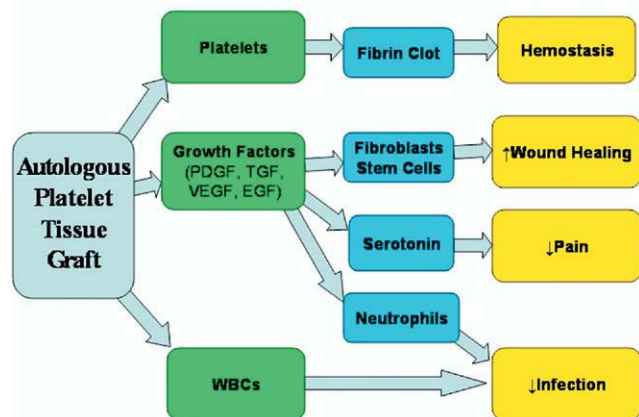 Platelets
Fibrin Clot
Hemostasis
Autologous
Platelet
Tissue
Graft
Growth Factors
(PDGF, TGF,
VEGF, EGF)
Fibroblasts
Stem Cells
↑Wound Healing
Serotonin
↓Pain
Neutrophils
WBCs
↓Infection